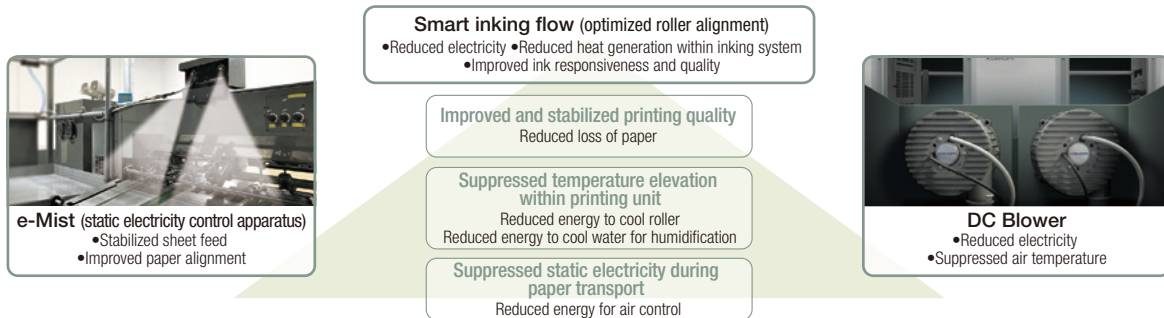 Smart inking flow (optimized roller alignment)
•Reduced electricity •Reduced heat generation within inking system
•Improved ink responsiveness and quality
Improved and stabilized printing quality
Reduced loss of paper
Suppressed temperature elevation
within printing unit
Reduced energy to cool roller
Reduced energy to cool water for humidification
Suppressed static electricity during
paper transport
Reduced energy for air control
e-Mist (static electricity control apparatus)
•Stabilized sheet feed
•Improved paper alignment
DC Blower
•Reduced electricity
•Suppressed air temperature